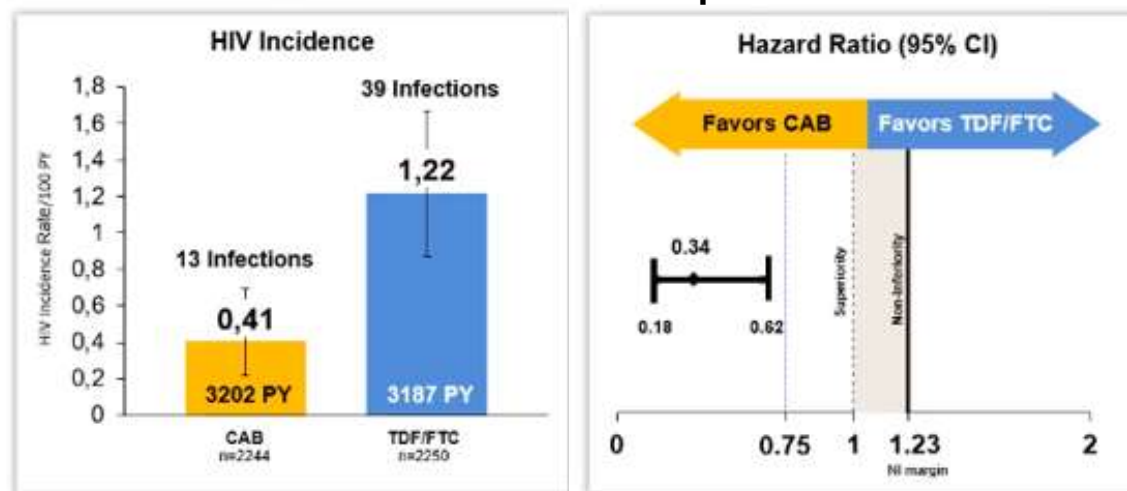 HIV Incidence
HIV Incidence Rate/100 PY
1,8
1,6
1,4
1,2
1
0,8
0,6
0,4
0,2
0
39 Infections
1,22
13 Infections
0,41
3202 PY
3187 PY
CAB
n=2244
TDF/FTC
n=2250
Hazard Ratio (95% CI)
Favors CAB
Favors TDF/FTC
0.34
0.18
0.62
Superiority
Non-Inferiority
0
0.75
1
1.23
2
NI margin